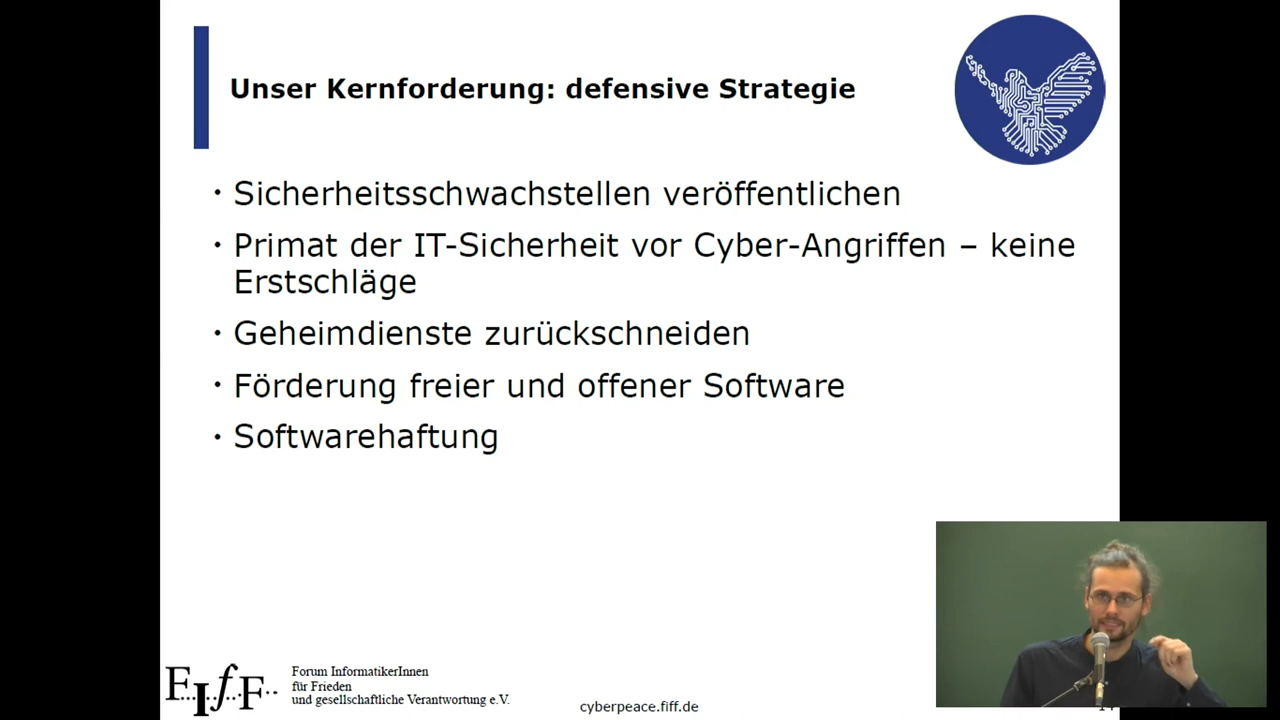 Unser Kernforderung: defensive Strategie
• Sicherheitsschwachstellen veröffentlichen
• Primat der IT-Sicherheit vor Cyber-Angriffen – keine
Erstschläge
• Geheimdienste zurückschneiden
• Förderung freier und offener Software
• Softwarehaftung
FIfF
Forum InformatikerInnen
für Frieden
und gesellschaftliche Verantwortung e.V.
cyberpeace.fiff.de